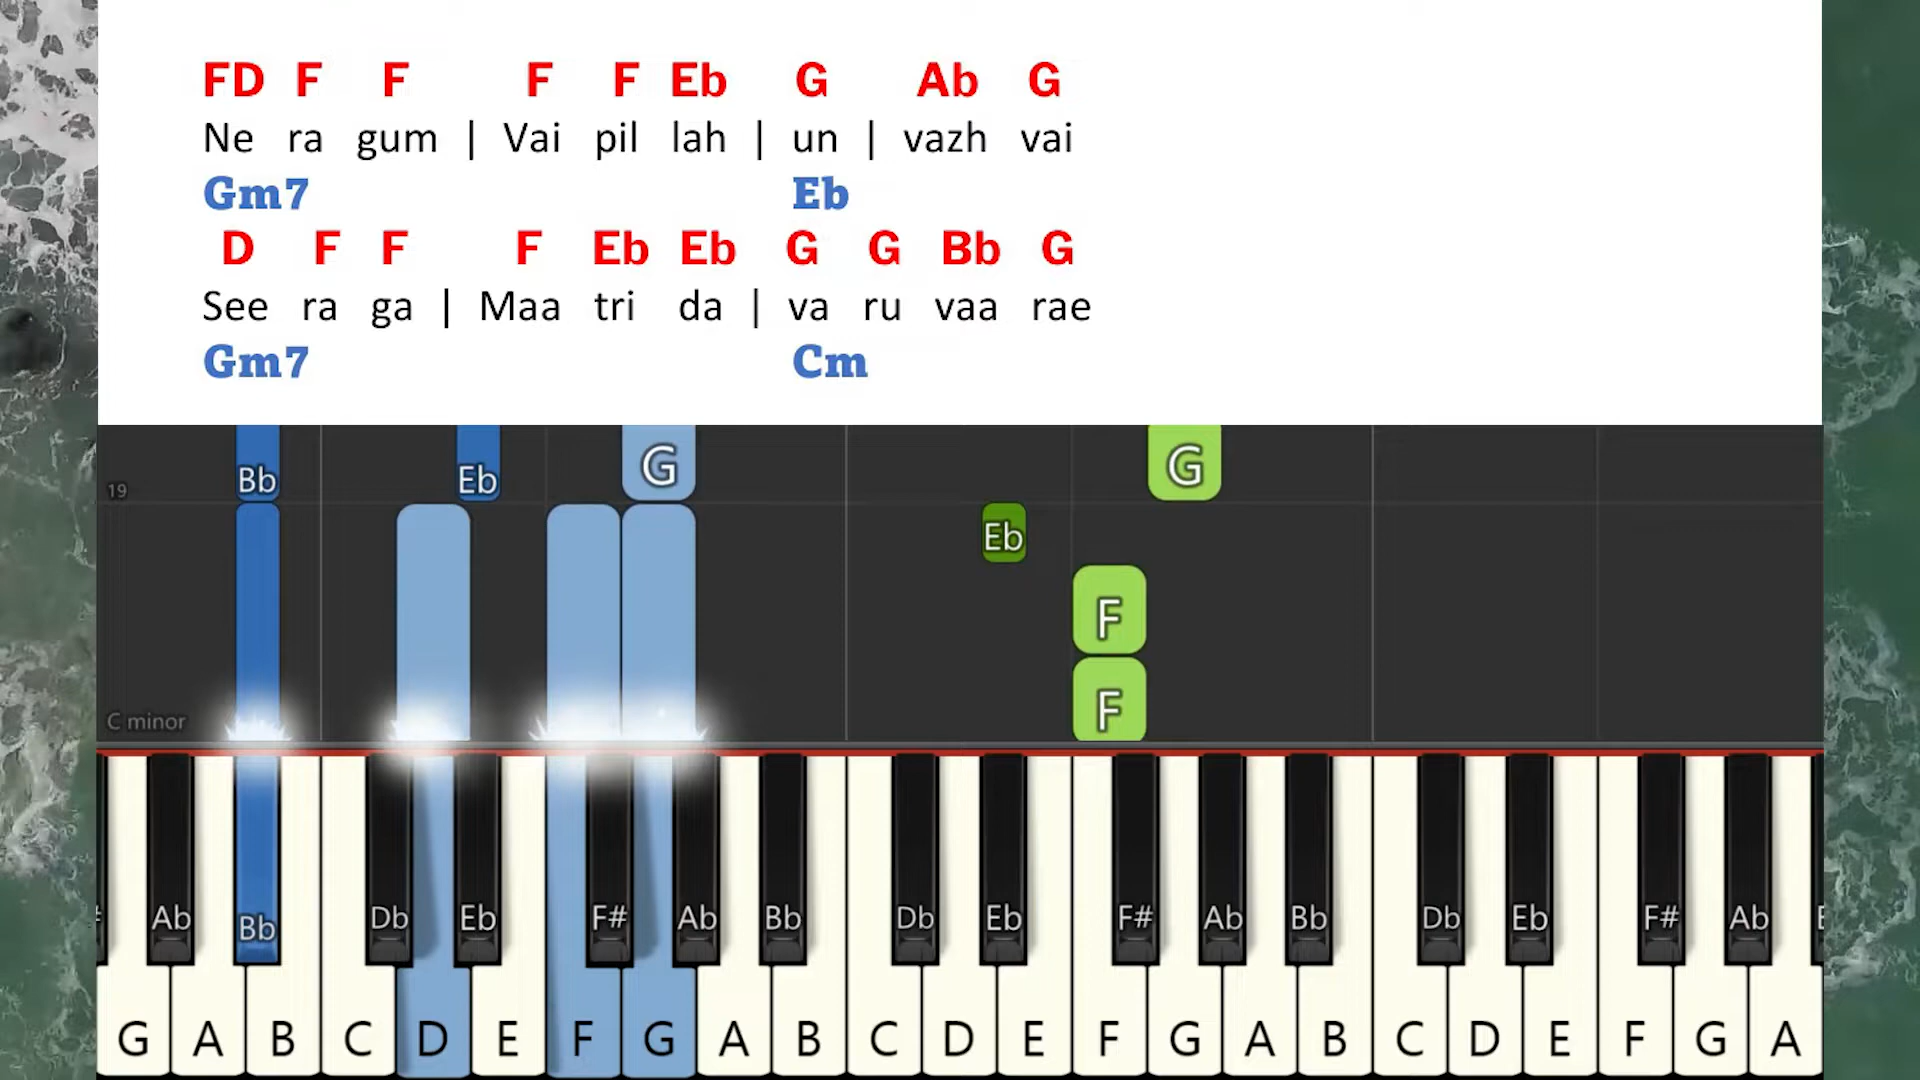 FD F F F F Eb G Ab G
Ne ra gum | Vai pil lah | un | vazh vai
Gm7 Eb
D F F F Eb Eb G G Bb G
See ra ga | Maa tri da | va ru vaa rae
Gm7 Cm
Bb Eb G G
19
Eb
F
C minor F
Ab Bb Db Eb F# Ab Bb Db Eb F# Ab Bb Db Eb F# Ab
G A B C D E F G A B C D E F G A B C D E F G A